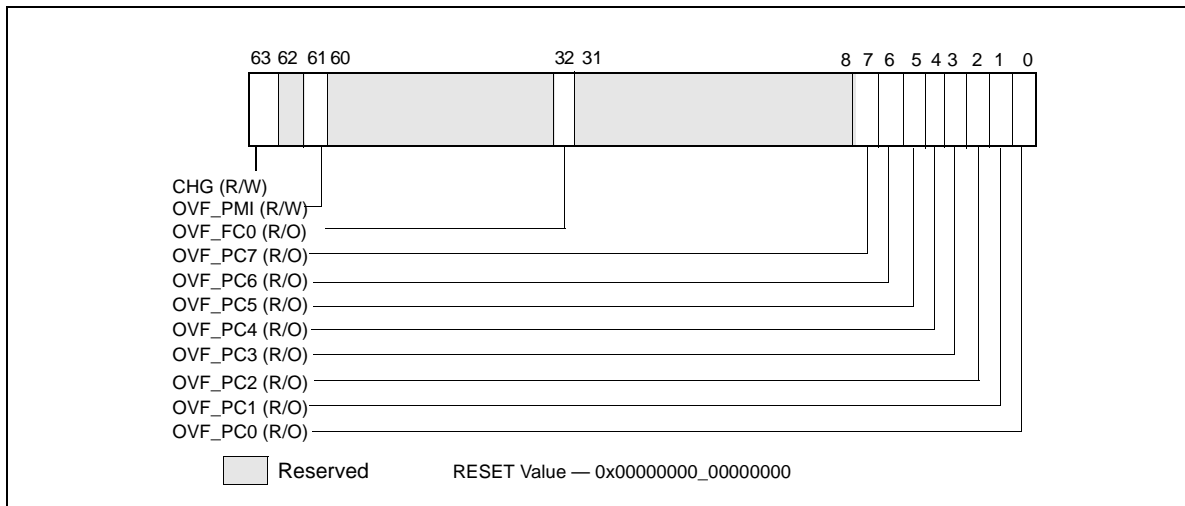 63 62 61 60 32 31 8 7 6 5 4 3 2 1 0
CHG (R/W)
OVF_PMI (R/W)
OVF_FC0 (R/O)
OVF_PC7 (R/O)
OVF_PC6 (R/O)
OVF_PC5 (R/O)
OVF_PC4 (R/O)
OVF_PC3 (R/O)
OVF_PC2 (R/O)
OVF_PC1 (R/O)
OVF_PC0 (R/O)
Reserved RESET Value — 0x00000000_00000000